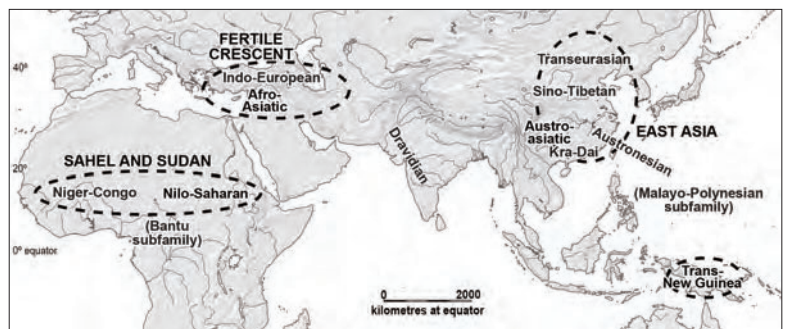 FERTILE
CRESCENT
Indo-European
Afro-
Asiatic
40°
Transeurasian
Sino-Tibetan
Austro-
asiatic
Kra-Dai
Austronesian
EAST ASIA
Dravidian
20°
SAHEL AND SUDAN
Niger-Congo
Nilo-Saharan
(Bantu
subfamily)
(Malayo-Polynesian
subfamily)
0° equator
Trans-
New Guinea
0 2000
kilometres at equator